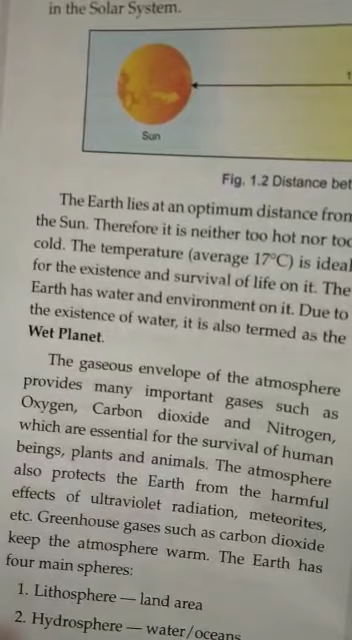 in the Solar System.
Sun
Fig. 1.2 Distance bet
The Earth lies at an optimum distance from
the Sun. Therefore it is neither too hot nor too
cold. The temperature (average 17°C) is ideal
for the existence and survival of life on it. The
Earth has water and environment on it. Due to
the existence of water, it is also termed as the
Wet Planet.
The gaseous envelope of the atmosphere
provides many important gases such as
Oxygen, Carbon dioxide and Nitrogen,
which are essential for the survival of human
beings, plants and animals. The atmosphere
also protects the Earth from the harmful
effects of ultraviolet radiation, meteorites,
etc. Greenhouse gases such as carbon dioxide
keep the atmosphere warm. The Earth has
four main spheres:
1. Lithosphere — land area
2. Hydrosphere — water/oceans